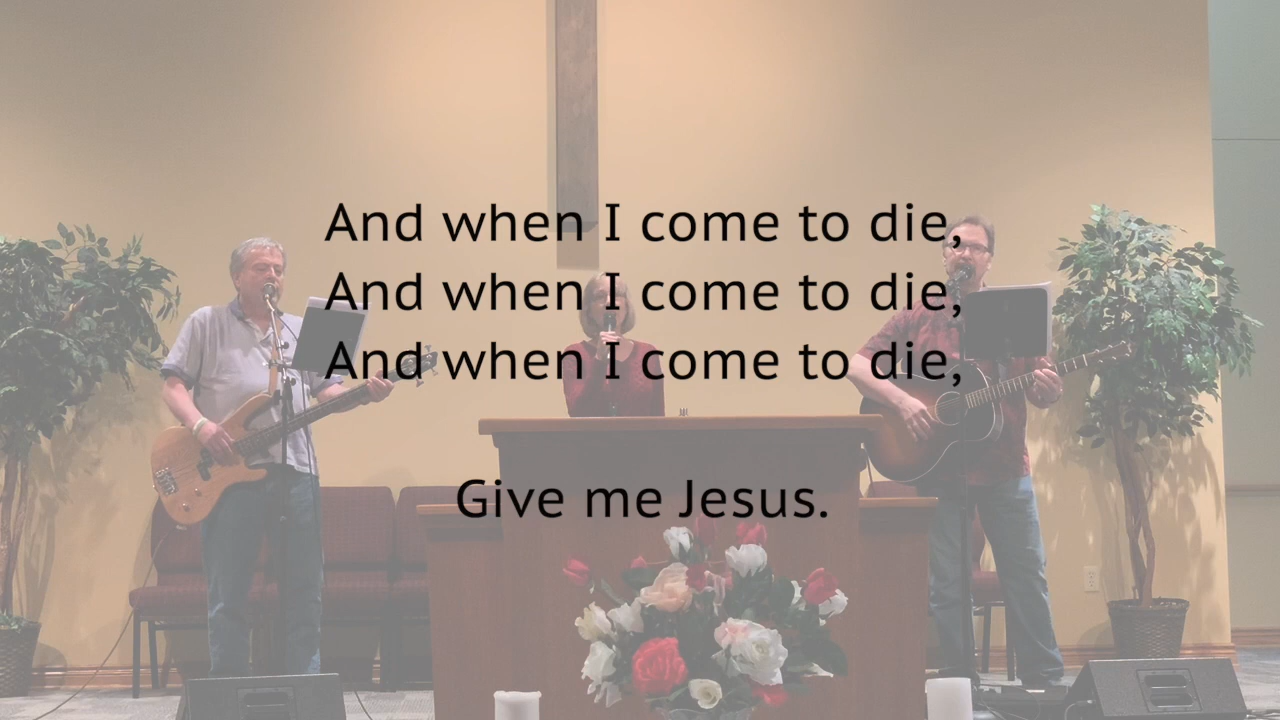 And when I come to die,
And when I come to die,
And when I come to die,
Give me Jesus.